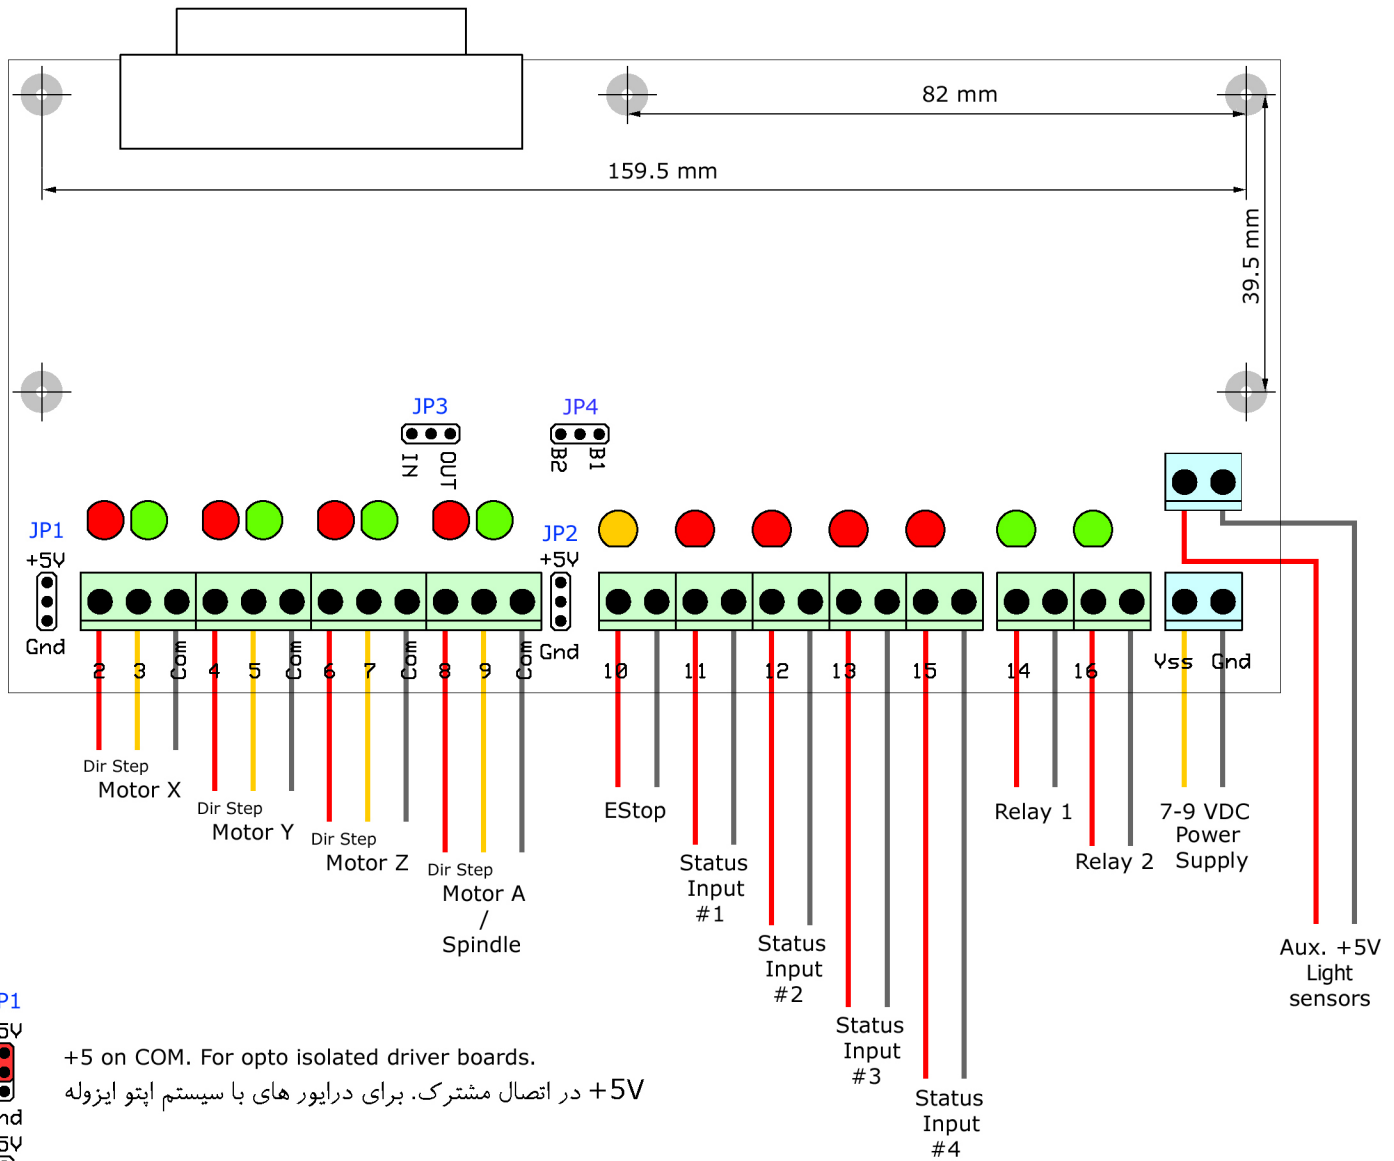 82 mm
159.5 mm
39.5 mm
JP3
JP4
IN
OUT
B2
B1
JP1
+5V
Gnd
JP2
+5V
Gnd
2 3 Com 4 5 Com 6 7 Com 8 9 Com
10 11 12 13 15 14 16
Vss Gnd
Dir Step
Motor X
Dir Step
Motor Y
Dir Step
Motor Z
Dir Step
Motor A
/
Spindle
EStop
Status
Input
#1
Status
Input
#2
Status
Input
#3
Status
Input
#4
Relay 1
Relay 2
7-9 VDC
Power
Supply
Aux. +5V
Light
sensors
P1
5V
+5 on COM. For opto isolated driver boards.
+5V در اتصال مشترک. برای درایور های با سیستم اپتو ایزوله
nd
5V